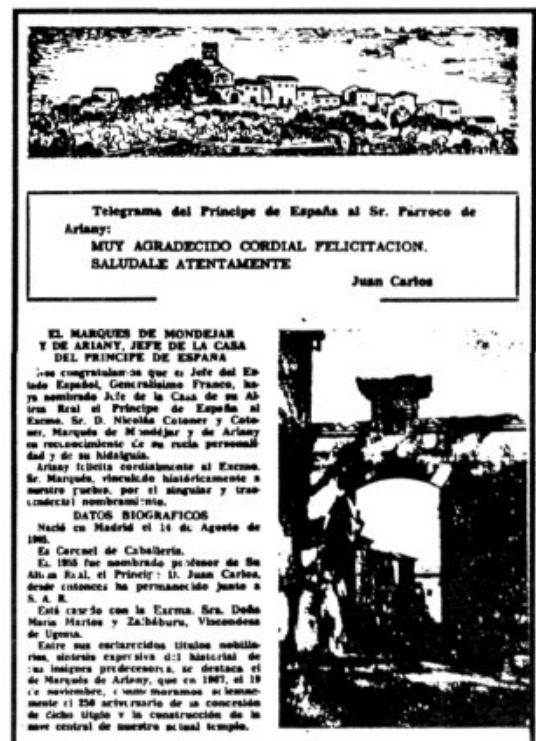 Telegrama del Príncipe de España al Sr. Párroco de
Ariany:
MUY AGRADECIDO CORDIAL FELICITACION.
SALUDALE ATENTAMENTE
Juan Carlos
EL MARQUES DE MONDEJAR
Y DE ARIANY, JEFE DE LA CASA
DEL PRINCIPE DE ESPAÑA
Nos congratulamos que el Jefe del Es-
tado Español, Generalísimo Franco, ha-
ya nombrado Jefe de la Casa de su Al-
teza Real el Príncipe de España al
Excmo. Sr. D. Nicolás Cotoner y Coto-
ner, Marqués de Mondéjar y de Ariany
en reconocimiento de su recia personali-
dad y de su hidalguía.
Ariany felicita cordialmente al Excmo.
Sr. Marqués, vinculado históricamente a
nuestro pueblo, por el singular y tras-
cendental nombramiento.
DATOS BIOGRAFICOS
Nació en Madrid el 14 de Agosto de
Es Coronel de Caballería.
En 1955 fue nombrado profesor de Su
Alteza Real, el Príncipe D. Juan Carlos,
desde entonces ha permanecido junto a
S. A. R.
Está casado con la Excma. Sra. Doña
María Martos y Zabálburu, Vizcondesa
de Ugena.
Entre sus esclarecidos títulos nobilia-
rios, síntesis expresiva del historial de
sus insignes predecesores, se destaca el
de Marqués de Ariany, que en 1967, el 19
de noviembre, conmemoramos solemne-
mente el 250 aniversario de la concesión
de dicho título y la construcción de la
nave central de nuestro actual templo.